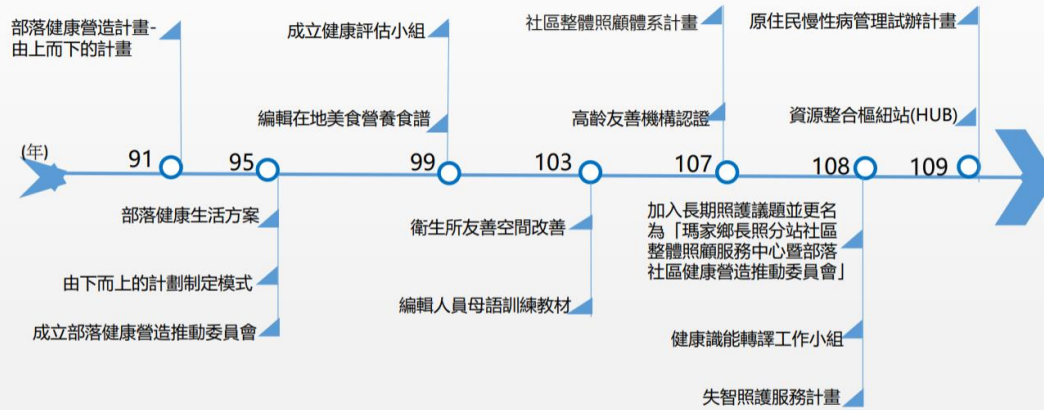 部落健康營造計畫-
由上而下的計畫
成立健康評估小組
編輯在地美食營養食譜
社區整體照顧體系計畫
高齡友善機構認證
原住民慢性病管理試辦計畫
資源整合樞紐站(HUB)
(年)
91
95
99
103
107
108
109
部落健康生活方案
由下而上的計劃制定模式
成立部落健康營造推動委員會
衛生所友善空間改善
編輯人員母語訓練教材
加入長期照護議題並更名
為「瑪家鄉長照分站社區
整體照顧服務中心暨部落
社區健康營造推動委員會」
健康識能轉譯工作小組
失智照護服務計畫